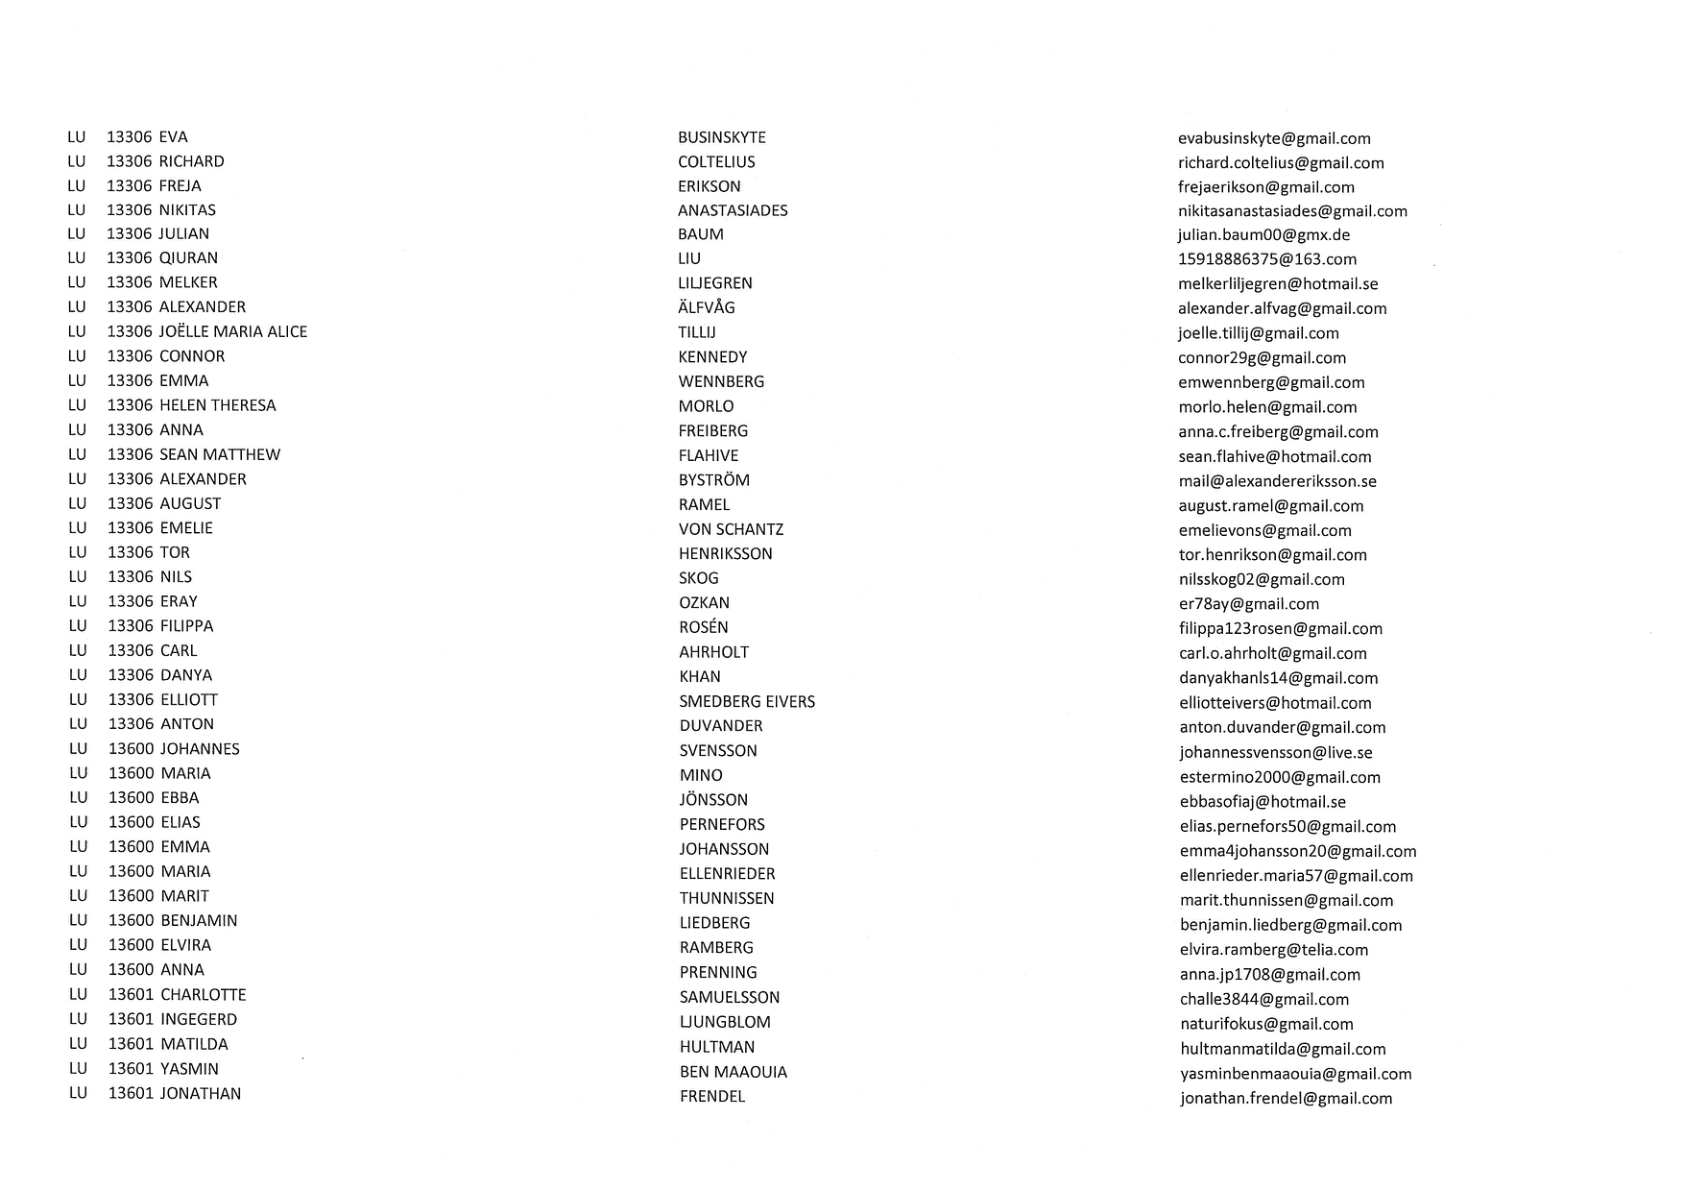 LU 13306 EVA BUSINSKYTE evabusinskyte@gmail.com
LU 13306 RICHARD COLTELIUS richard.coltelius@gmail.com
LU 13306 FREJA ERIKSON frejaerikson@gmail.com
LU 13306 NIKITAS ANASTASIADES nikitasanastasiades@gmail.com
LU 13306 JULIAN BAUM julian.baum00@gmx.de
LU 13306 QIURAN LIU 15918886375@163.com
LU 13306 MELKER LILJEGREN melkerliljegren@hotmail.se
LU 13306 ALEXANDER ÄLFVÅG alexander.alfvag@gmail.com
LU 13306 JOËLLE MARIA ALICE TILLIJ joelle.tillij@gmail.com
LU 13306 CONNOR KENNEDY connor29g@gmail.com
LU 13306 EMMA WENNBERG emwennberg@gmail.com
LU 13306 HELEN THERESA MORLO morlo.helen@gmail.com
LU 13306 ANNA FREIBERG anna.c.freiberg@gmail.com
LU 13306 SEAN MATTHEW FLAHIVE sean.flahive@hotmail.com
LU 13306 ALEXANDER BYSTRÖM mail@alexandereriksson.se
LU 13306 AUGUST RAMEL august.ramel@gmail.com
LU 13306 EMELIE VON SCHANTZ emelievons@gmail.com
LU 13306 TOR HENRIKSSON tor.henrikson@gmail.com
LU 13306 NILS SKOG nilsskog02@gmail.com
LU 13306 ERAY OZKAN er78ay@gmail.com
LU 13306 FILIPPA ROSÉN filippa123rosen@gmail.com
LU 13306 CARL AHRHOLT carl.o.ahrholt@gmail.com
LU 13306 DANYA KHAN danyakhanls14@gmail.com
LU 13306 ELLIOTT SMEDBERG EIVERS elliotteivers@hotmail.com
LU 13306 ANTON DUVANDER anton.duvander@gmail.com
LU 13600 JOHANNES SVENSSON johannessvensson@live.se
LU 13600 MARIA MINO estermino2000@gmail.com
LU 13600 EBBA JÖNSSON ebbasofiaj@hotmail.se
LU 13600 ELIAS PERNEFORS elias.pernefors50@gmail.com
LU 13600 EMMA JOHANSSON emma4johansson20@gmail.com
LU 13600 MARIA ELLENRIEDER ellenrieder.maria57@gmail.com
LU 13600 MARIT THUNNISSEN marit.thunnissen@gmail.com
LU 13600 BENJAMIN LIEDBERG benjamin.liedberg@gmail.com
LU 13600 ELVIRA RAMBERG elvira.ramberg@telia.com
LU 13600 ANNA PRENNING anna.jp1708@gmail.com
LU 13601 CHARLOTTE SAMUELSSON challe3844@gmail.com
LU 13601 INGEGERD LJUNGBLOM naturifokus@gmail.com
LU 13601 MATILDA HULTMAN hultmanmatilda@gmail.com
LU 13601 YASMIN BEN MAAOUIA yasminbenmaaouia@gmail.com
LU 13601 JONATHAN FRENDEL jonathan.frendel@gmail.com